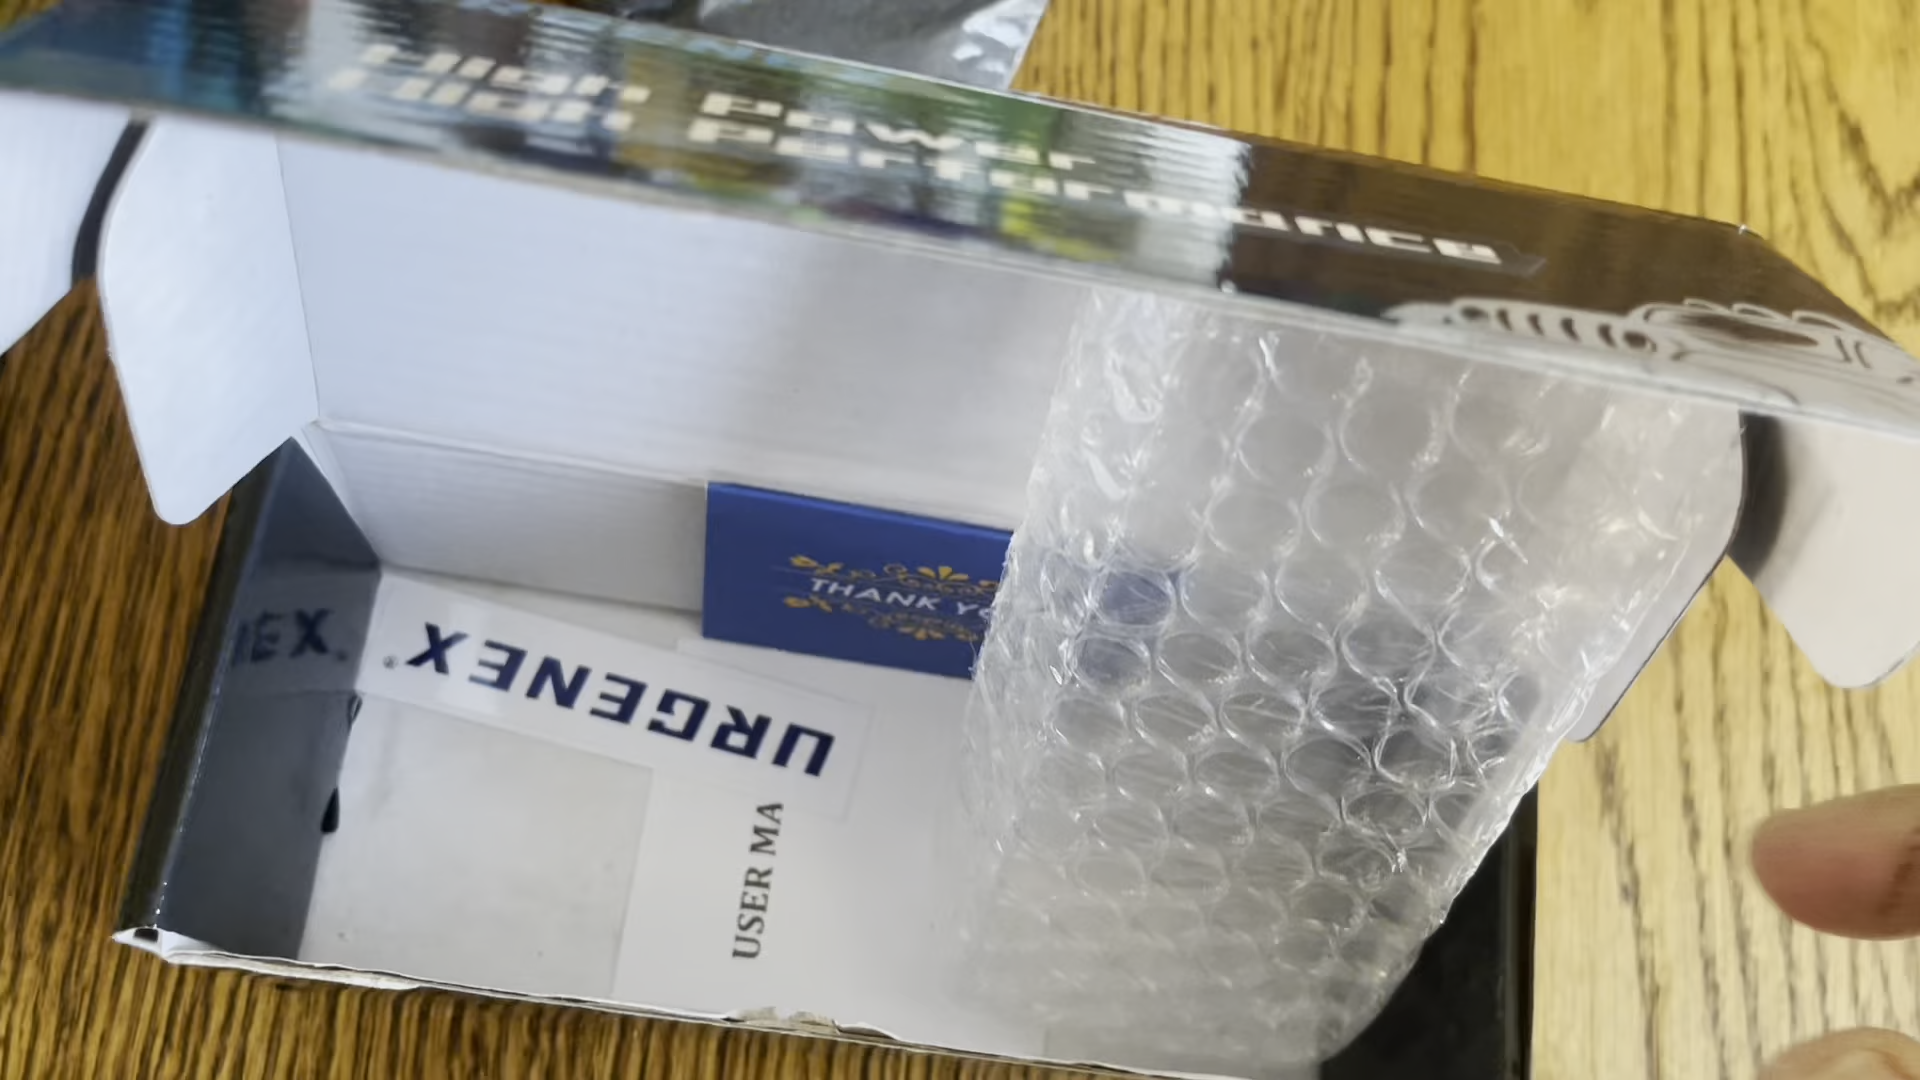 High Power
High Performance
THANK YO
EX.
URGENEX®
USER MA